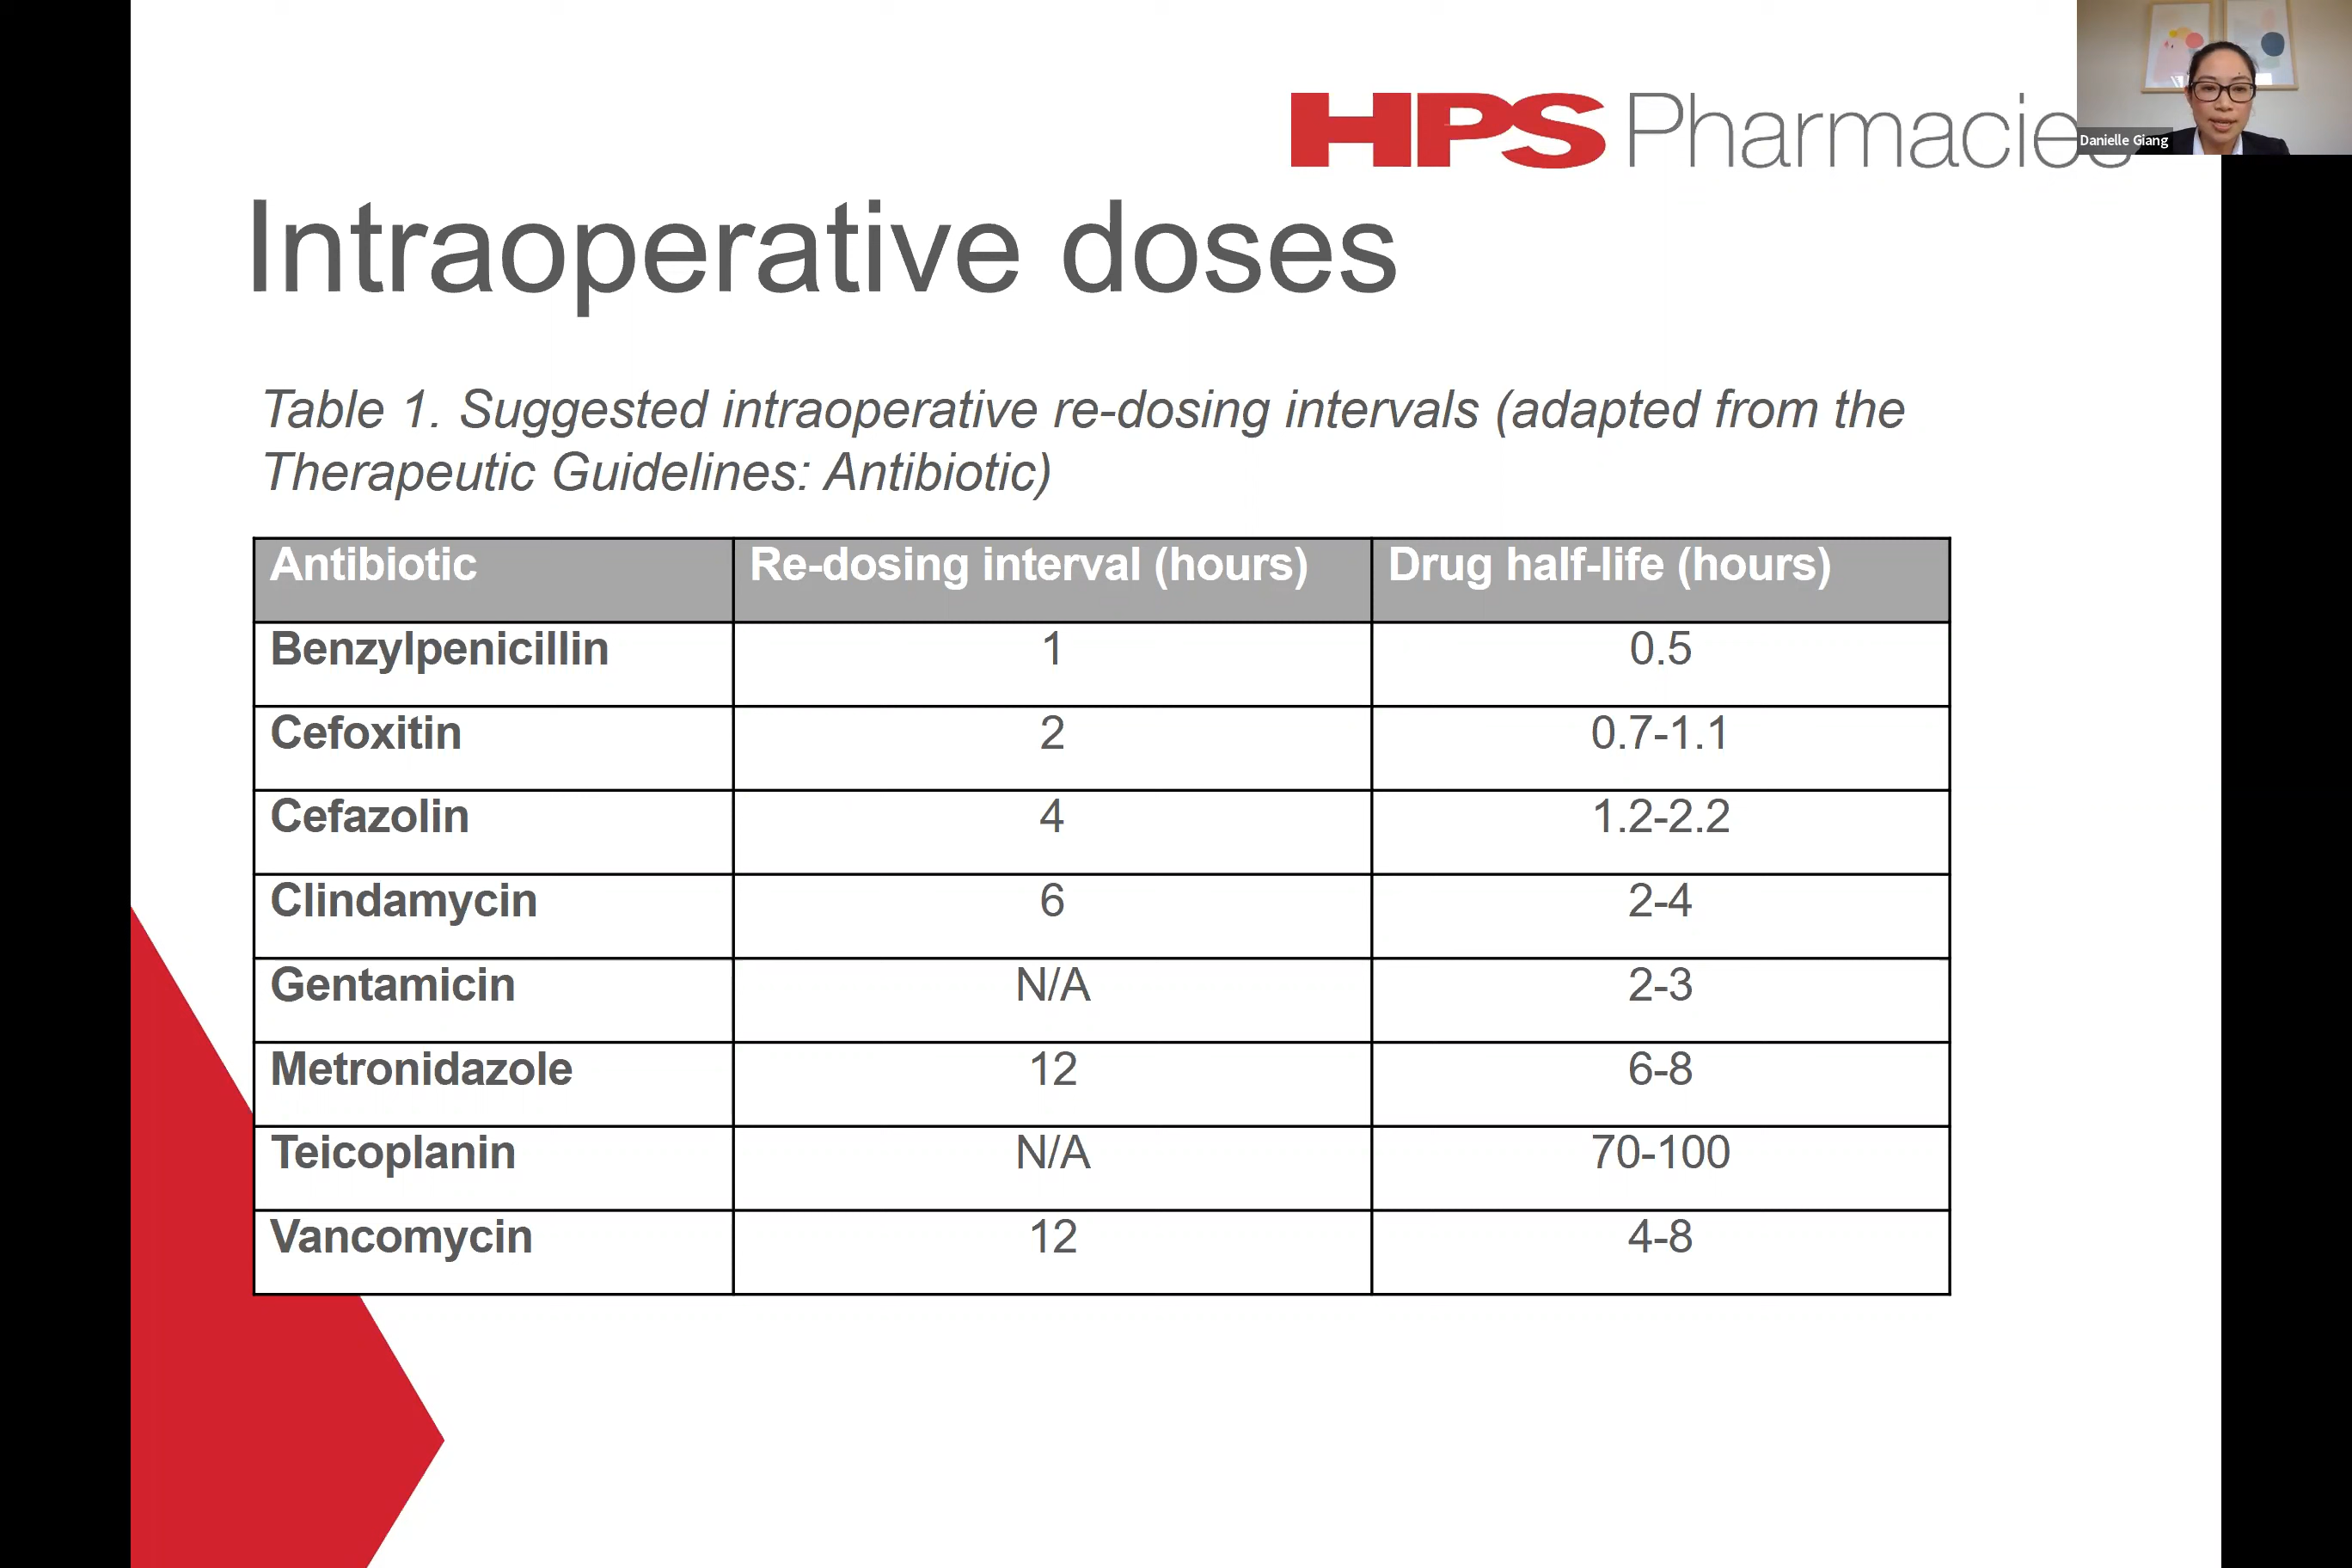 HPS Pharmacies
Danielle Giang
Intraoperative doses
Table 1. Suggested intraoperative re-dosing intervals (adapted from the
Therapeutic Guidelines: Antibiotic)
Antibiotic Re-dosing interval (hours) Drug half-life (hours)
Benzylpenicillin 1 0.5
Cefoxitin 2 0.7-1.1
Cefazolin 4 1.2-2.2
Clindamycin 6 2-4
Gentamicin N/A 2-3
Metronidazole 12 6-8
Teicoplanin N/A 70-100
Vancomycin 12 4-8